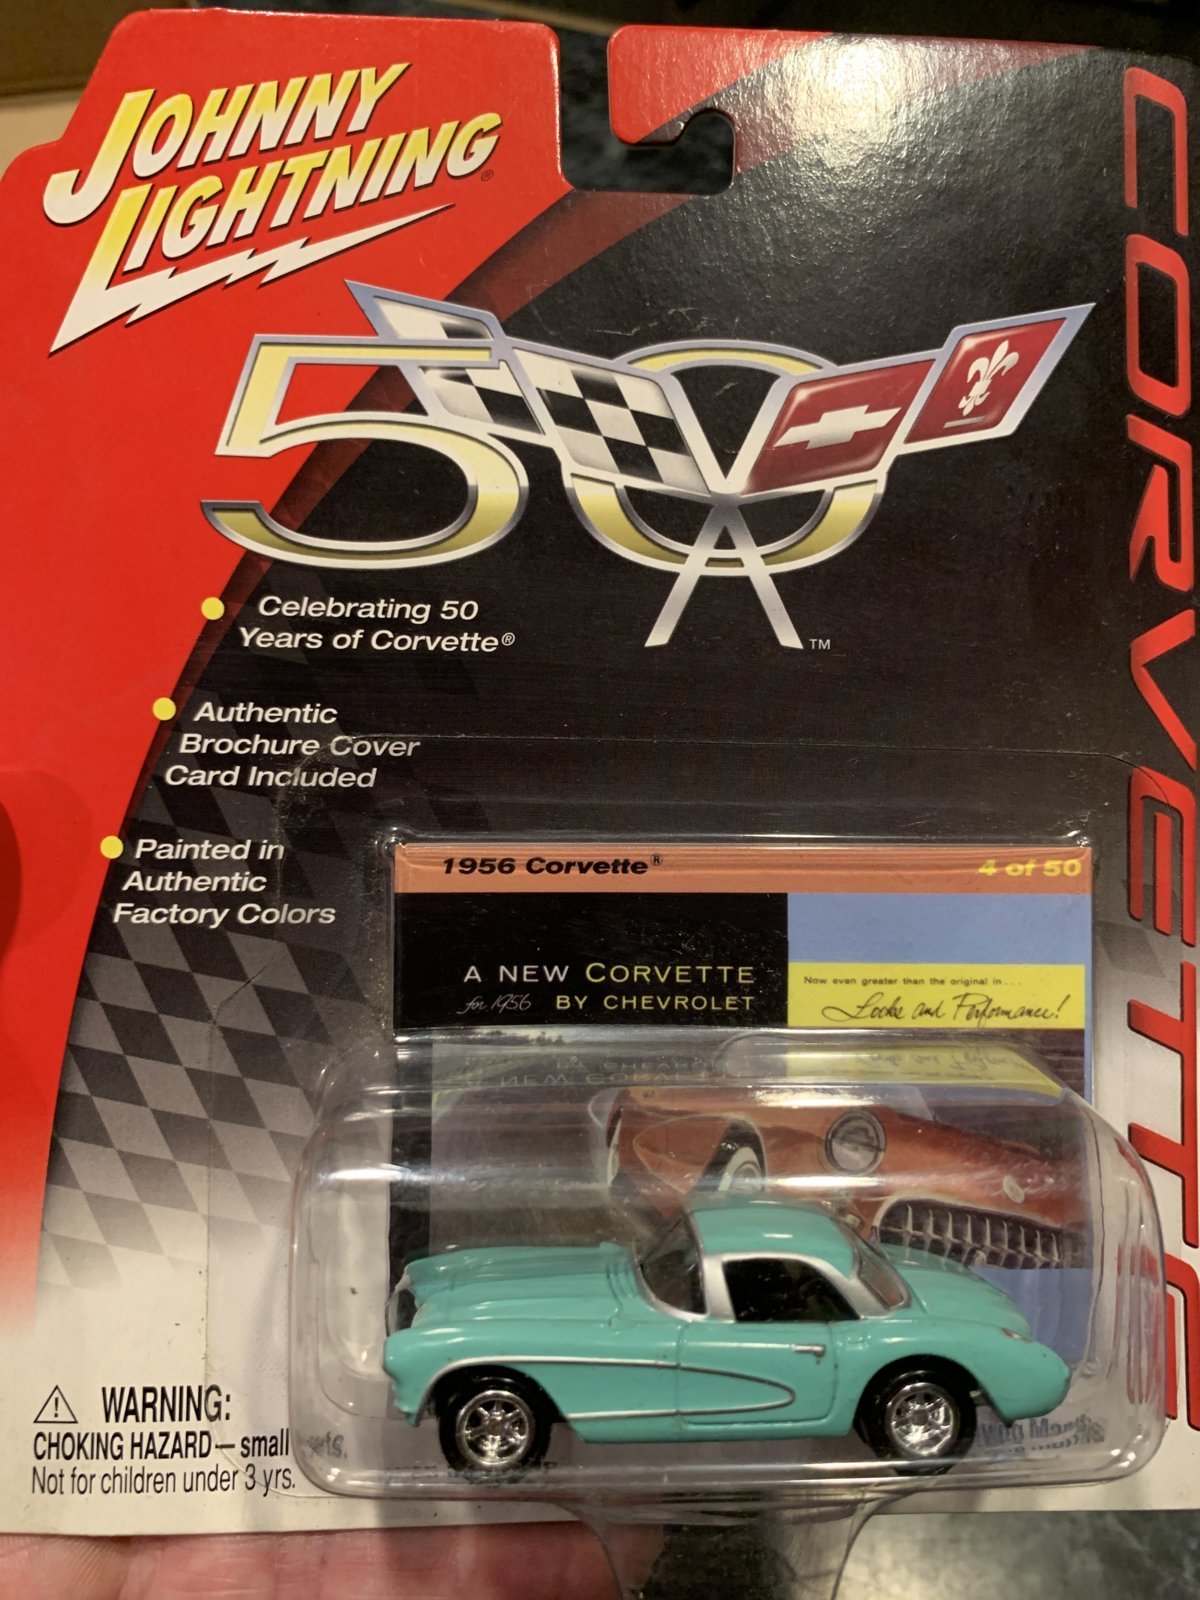 JOHNNY
LIGHTNING®
50
™
CORVETTE
Celebrating 50
Years of Corvette®
Authentic
Brochure Cover
Card Included
Painted in
Authentic
Factory Colors
1956 Corvette® 4 of 50
A NEW CORVETTE
for 1956 BY CHEVROLET
Now even greater than the original in...
Looks and Performance!
WARNING:
CHOKING HAZARD — small
Not for children under 3 yrs.